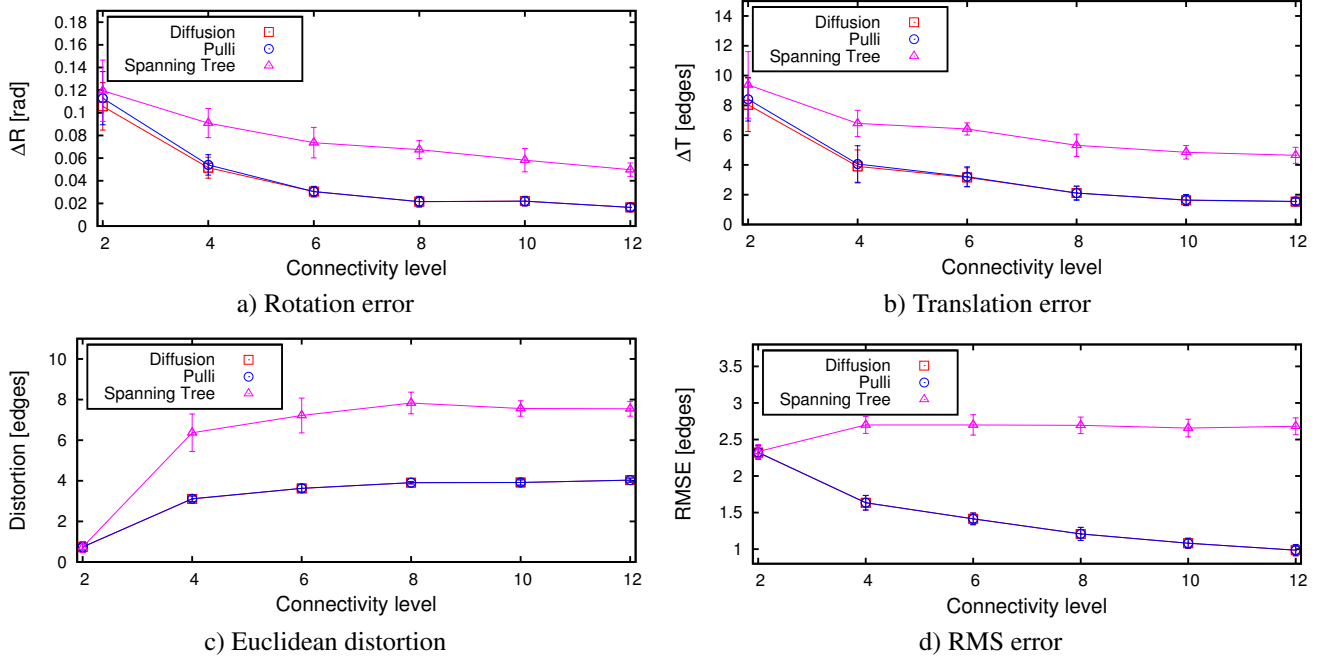 0.18
0.16
0.14
0.12
0.1
0.08
0.06
0.04
0.02
0
ΔR [rad]
Diffusion
Pulli
Spanning Tree
2 4 6 8 10 12
Connectivity level
a) Rotation error
14
12
10
8
6
4
2
0
ΔT [edges]
Diffusion
Pulli
Spanning Tree
2 4 6 8 10 12
Connectivity level
b) Translation error
10
8
6
4
2
0
Distortion [edges]
Diffusion
Pulli
Spanning Tree
2 4 6 8 10 12
Connectivity level
c) Euclidean distortion
3.5
3
2.5
2
1.5
1
RMSE [edges]
Diffusion
Pulli
Spanning Tree
2 4 6 8 10 12
Connectivity level
d) RMS error